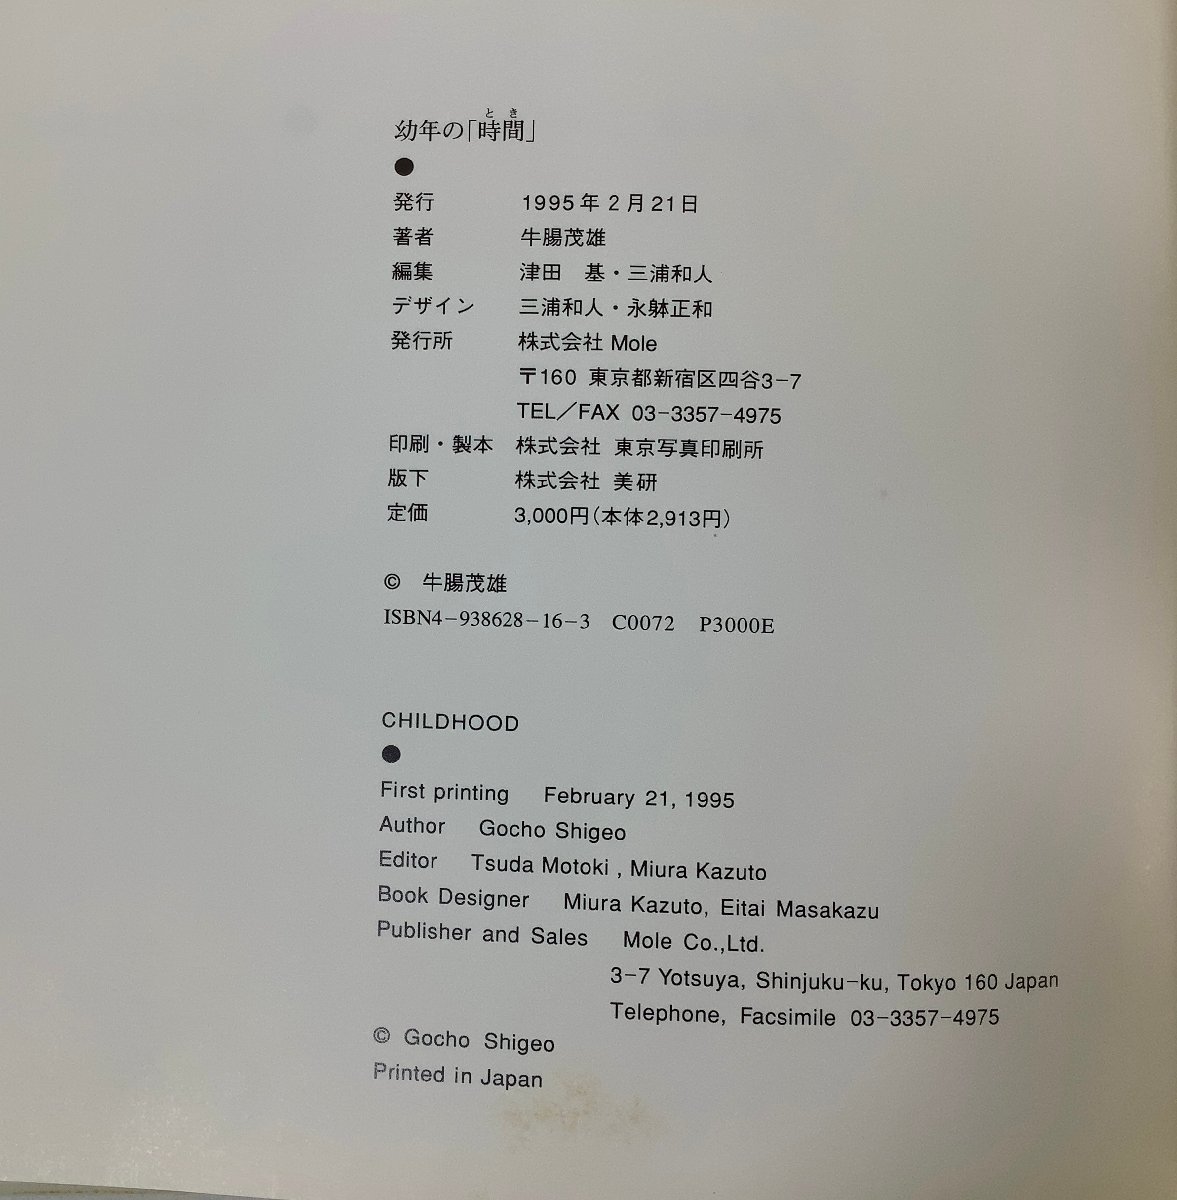 とき
幼年の「時間」
●
発行 1995年2月21日
著者 牛腸茂雄
編集 津田 基・三浦和人
デザイン 三浦和人・永躰正和
発行所 株式会社 Mole
〒160 東京都新宿区四谷3-7
TEL／FAX 03-3357-4975
印刷・製本 株式会社 東京写真印刷所
版下 株式会社 美研
定価 3,000円(本体2,913円)
© 牛腸茂雄
ISBN4-938628-16-3 C0072 P3000E
CHILDHOOD
●
First printing February 21, 1995
Author Gocho Shigeo
Editor Tsuda Motoki , Miura Kazuto
Book Designer Miura Kazuto, Eitai Masakazu
Publisher and Sales Mole Co.,Ltd.
3-7 Yotsuya, Shinjuku-ku, Tokyo 160 Japan
Telephone, Facsimile 03-3357-4975
© Gocho Shigeo
Printed in Japan